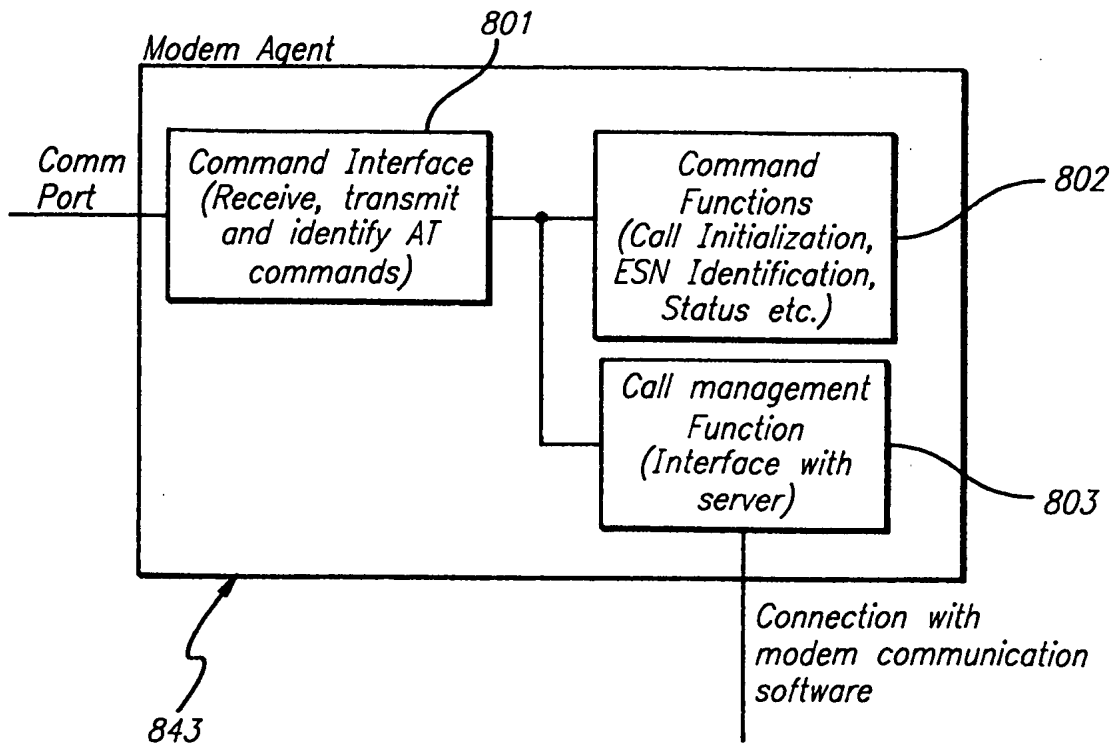 801
Modem Agent
Comm
Port
Command Interface
(Receive, transmit
and identify AT
commands)
Command
Functions
(Call Initialization,
ESN Identification,
Status etc.)
802
Call management
Function
(Interface with
server)
803
Connection with
modem communication
software
843